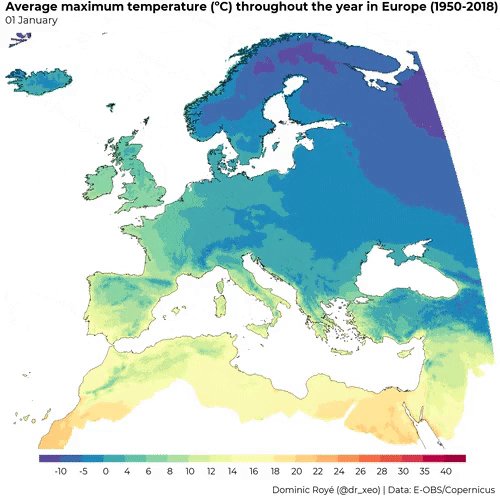 Average maximum temperature (ºC) throughout the year in Europe (1950-2018)
01 January
-10 -5 0 4 6 8 10 12 14 16 18 20 22 24 26 28 30 35 40
Dominic Royé (@dr_xeo) | Data: E-OBS/Copernicus